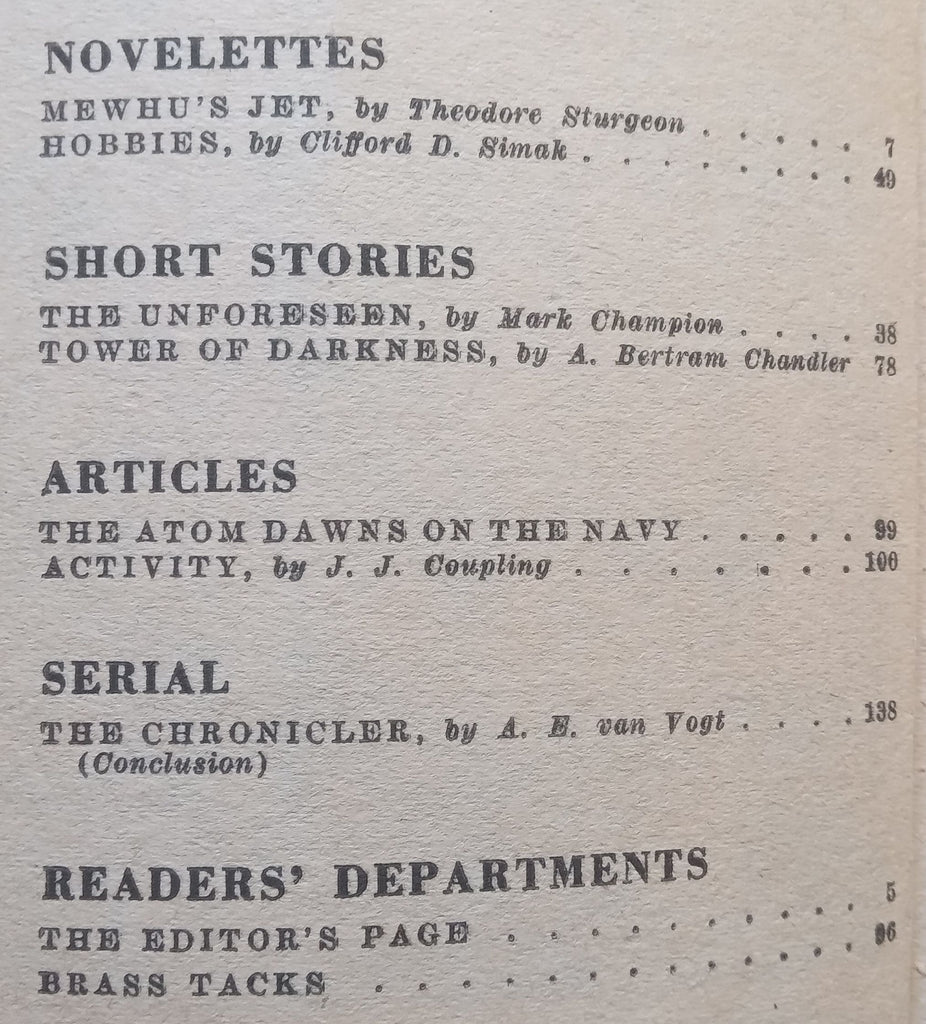 NOVELETTES
MEWHU'S JET, by Theodore Sturgeon . . . . . 7
HOBBIES, by Clifford D. Simak . . . . . . . 49
SHORT STORIES
THE UNFORESEEN, by Mark Champion . . . . 38
TOWER OF DARKNESS, by A. Bertram Chandler 78
ARTICLES
THE ATOM DAWNS ON THE NAVY . . . . . 99
ACTIVITY, by J. J. Coupling . . . . . . . 100
SERIAL
THE CHRONICLER, by A. E. van Vogt . . . . 138
(Conclusion)
READERS' DEPARTMENTS
THE EDITOR'S PAGE . . . . . . . . . 5
BRASS TACKS . . . . . . . . . . . . 96